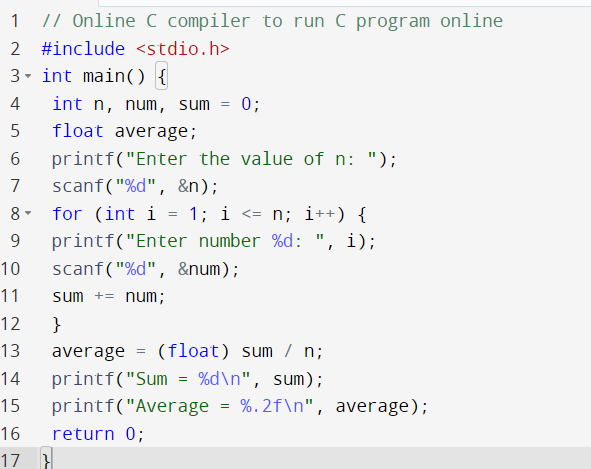 1 // Online C compiler to run C program online
2 #include <stdio.h>
3 int main() {
4 int n, num, sum = 0;
5 float average;
6 printf("Enter the value of n: ");
7 scanf("%d", &n);
8 for (int i = 1; i <= n; i++) {
9 printf("Enter number %d: ", i);
10 scanf("%d", &num);
11 sum += num;
12 }
13 average = (float) sum / n;
14 printf("Sum = %d\n", sum);
15 printf("Average = %.2f\n", average);
16 return 0;
17 }